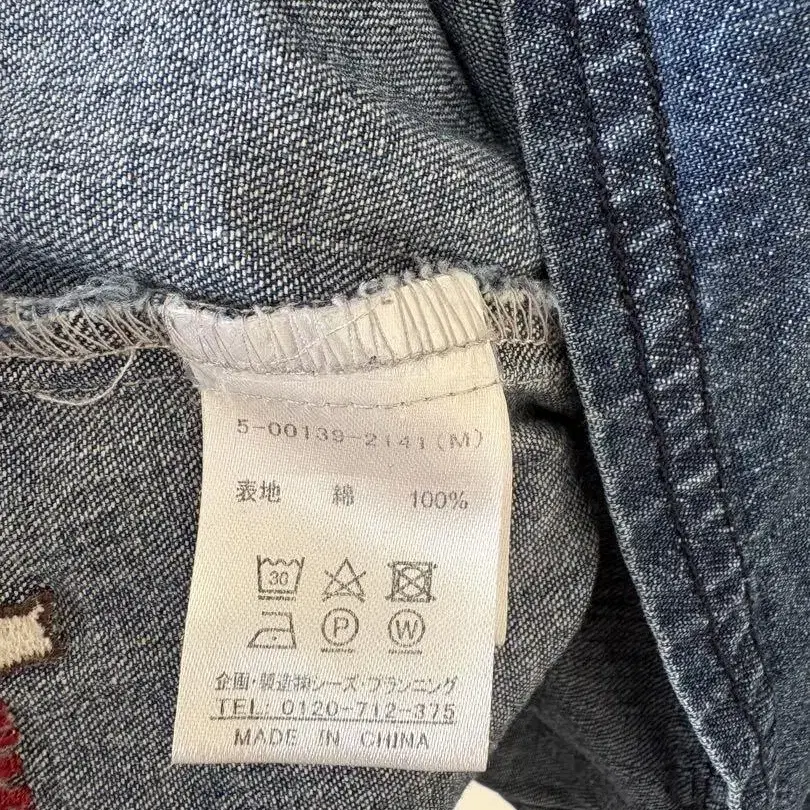 5-00139-2141(M)
表地 綿 100%
30
P W
企画・製造㈱シーズ・プランニング
TEL: 0120-712-375
MADE IN CHINA